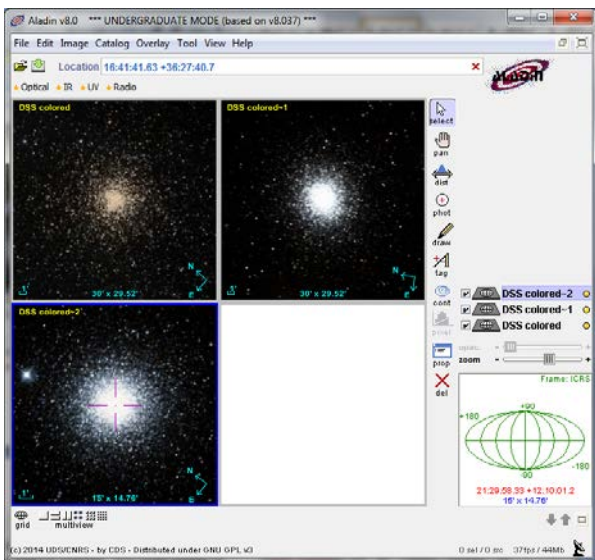 Aladin v8.0 *** UNDERGRADUATE MODE (based on v8.037) ***
File Edit Image Catalog Overlay Tool View Help
Location 16:41:41.63 +36:27:40.7
Optical IR UV Radio
Aladin
DSS colored
DSS colored~1
select
pan
dist
phot
draw
tag
N
E
1'
30' x 29.52'
N
E
1'
30' x 29.52'
cont
pixel
prop
del
DSS colored~2
DSS colored~1
DSS colored
zoom - +
DSS colored~2
Frame: ICRS
+90
+180
-180
-90
21:29:58.33 +12:10:01.2
15' x 14.76'
N
E
1'
15' x 14.76'
grid multiview
(c) 2014 UDS/CNRS - by CDS - Distributed under GNU GPL v3 0 sel / 0 src 37fps / 44Mb